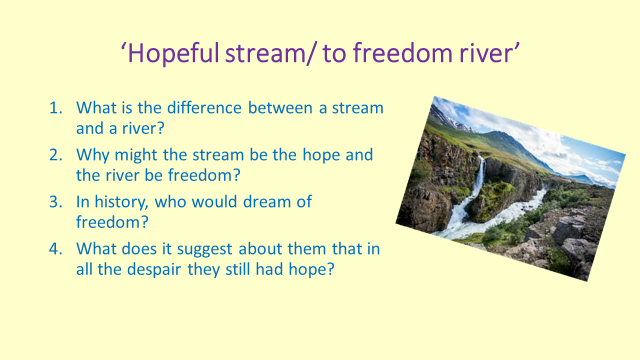 ‘Hopeful stream/ to freedom river’
1. What is the difference between a stream
and a river?
2. Why might the stream be the hope and
the river be freedom?
3. In history, who would dream of
freedom?
4. What does it suggest about them that in
all the despair they still had hope?